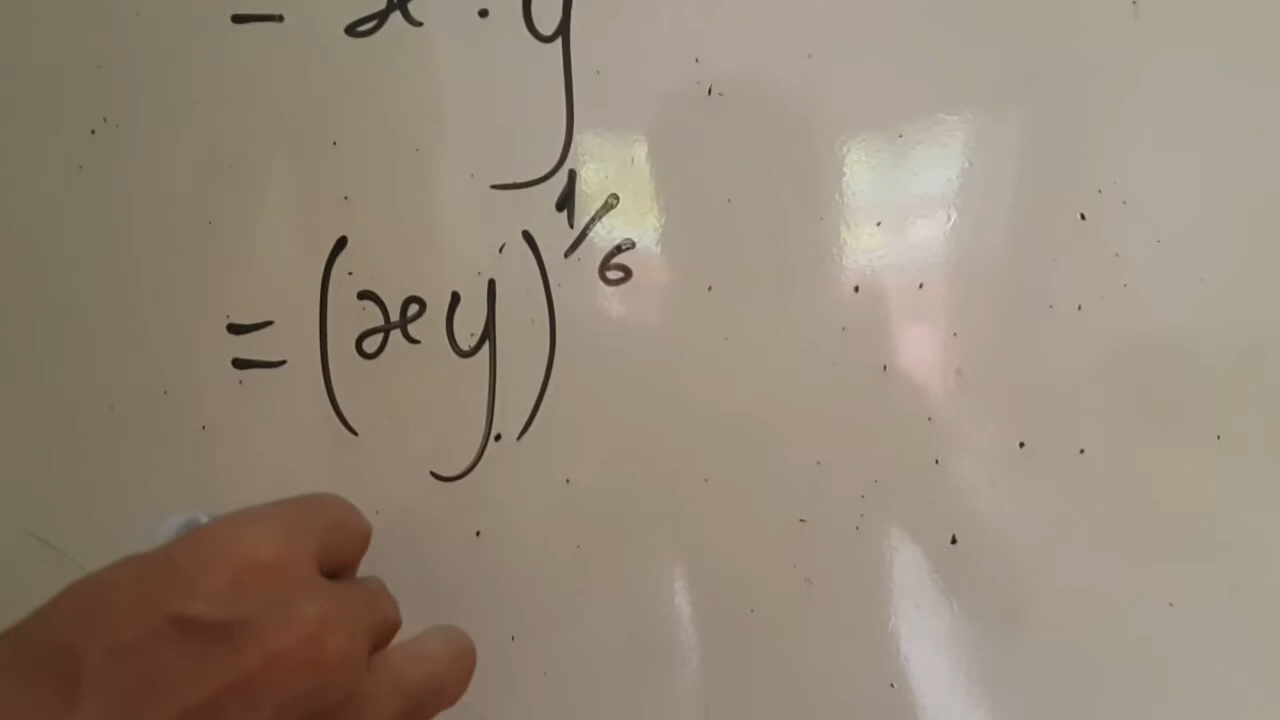 = x · y
= (xy)^{1/6}